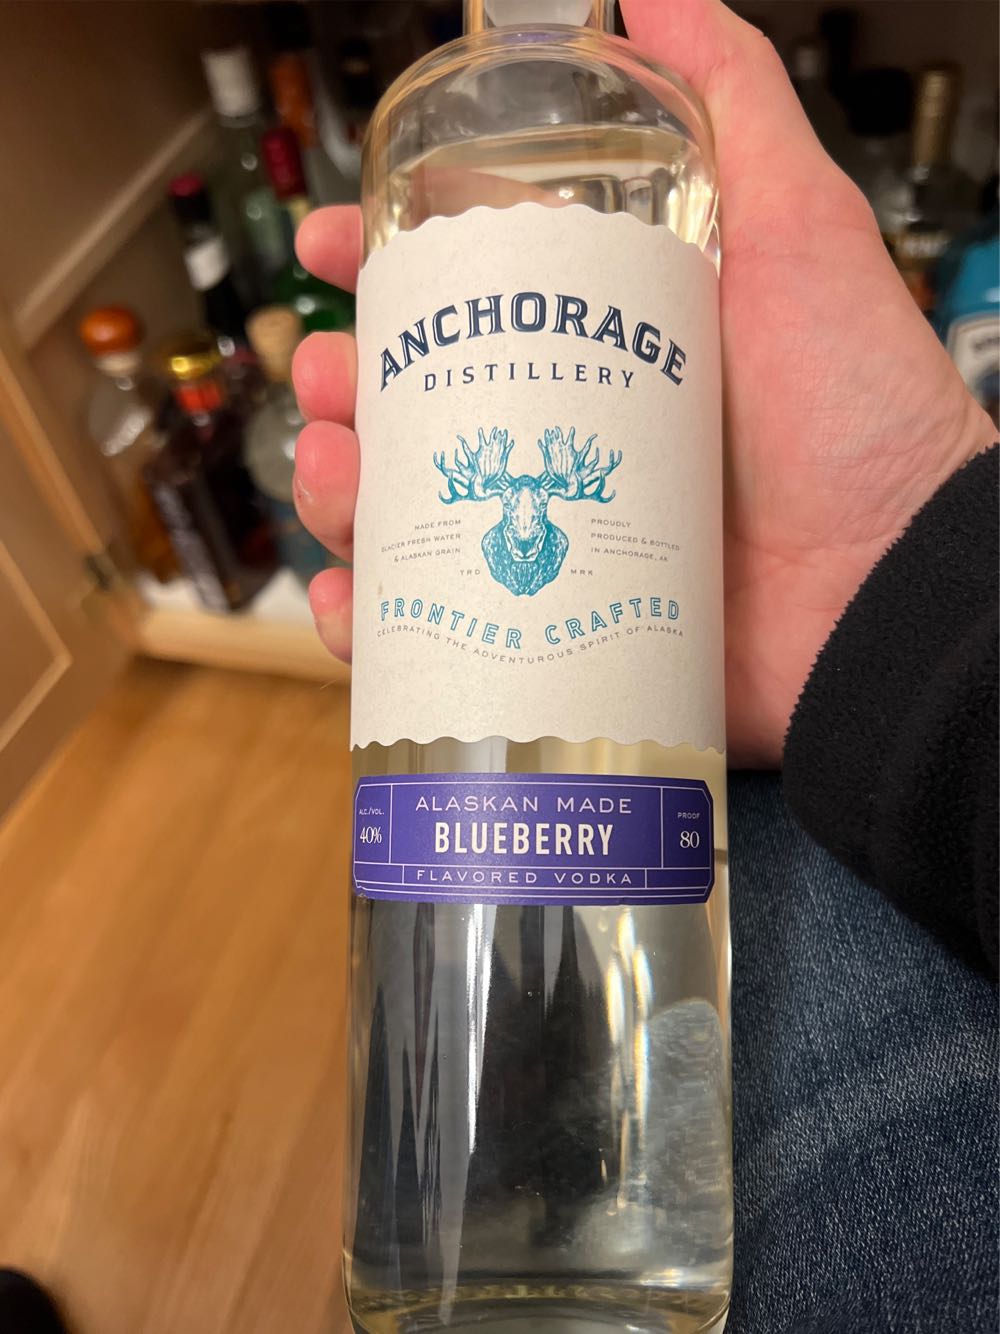 ANCHORAGE
DISTILLERY
MADE FROM
GLACIER FRESH WATER
& ALASKAN GRAIN
PROUDLY
PRODUCED & BOTTLED
IN ANCHORAGE, AK
TRD MRK
FRONTIER CRAFTED
CELEBRATING THE ADVENTUROUS SPIRIT OF ALASKA
ALC./VOL.
40%
ALASKAN MADE
BLUEBERRY
FLAVORED VODKA
PROOF
80